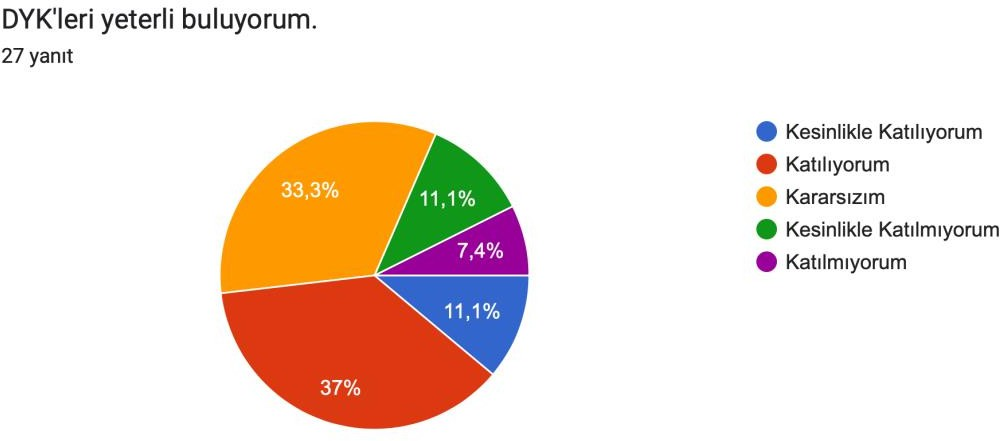 DYK'leri yeterli buluyorum.
27 yanıt
33,3%
11,1%
7,4%
11,1%
37%
Kesinlikle Katılıyorum
Katılıyorum
Kararsızım
Kesinlikle Katılmıyorum
Katılmıyorum